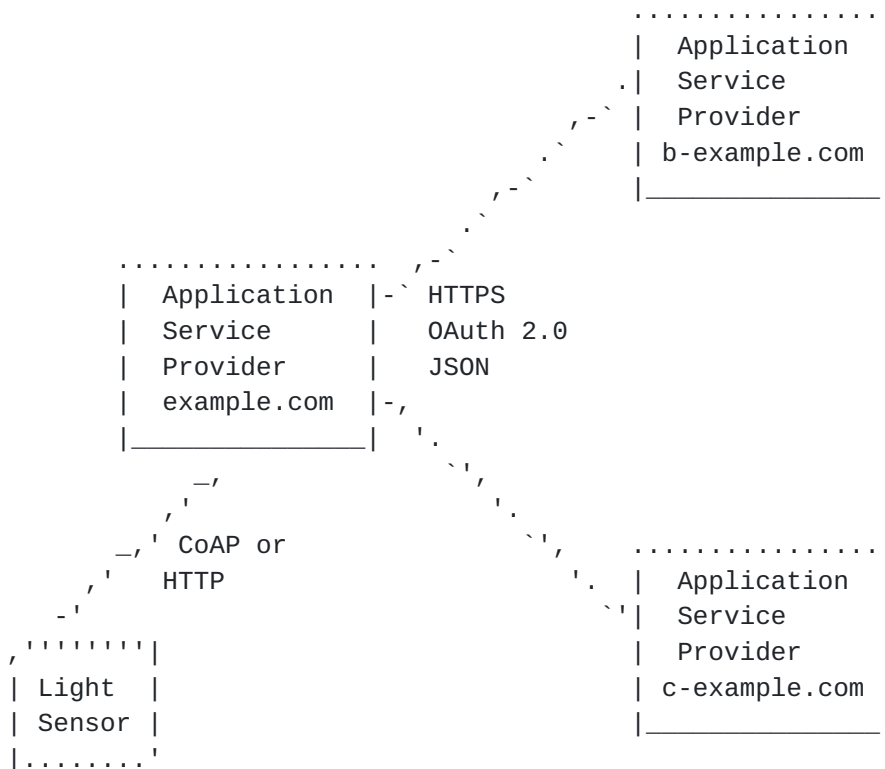 Application
Service
Provider
b-example.com
Application
Service
Provider
example.com
HTTPS
OAuth 2.0
JSON
CoAP or
HTTP
Application
Service
Provider
c-example.com
Light
Sensor